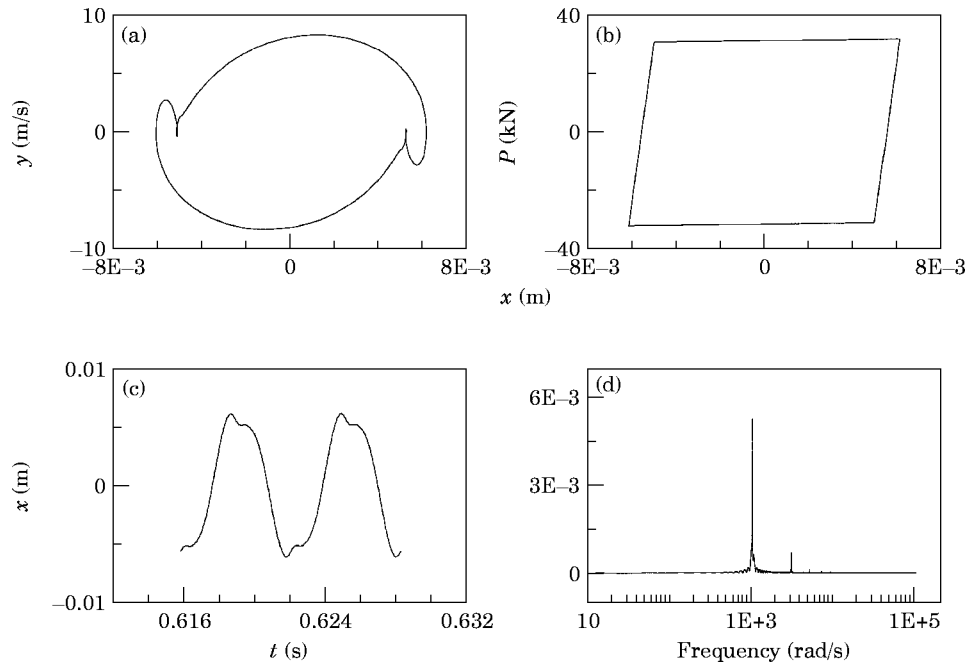 (a)
10
0
−10
y (m/s)
−8E−3
0
8E−3
(b)
40
0
−40
P (kN)
−8E−3
0
8E−3
x (m)
(c)
0.01
0
−0.01
x (m)
0.616
0.624
0.632
t (s)
(d)
6E−3
3E−3
0
10
1E+3
1E+5
Frequency (rad/s)